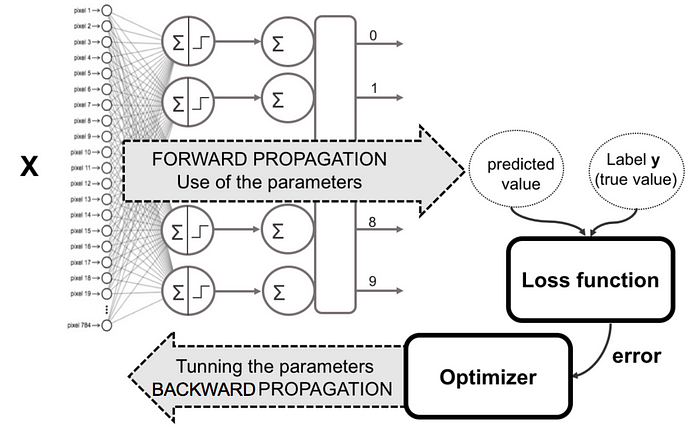 pixel 1
pixel 2
pixel 3
pixel 4
pixel 5
pixel 6
pixel 7
pixel 8
pixel 9
pixel 10
pixel 11
pixel 12
pixel 13
pixel 14
pixel 15
pixel 16
pixel 17
pixel 18
pixel 19
⋮
pixel 784
X
Σ
Σ
0
Σ
Σ
1
FORWARD PROPAGATION
Use of the parameters
Σ
Σ
8
Σ
Σ
9
predicted
value
Label y
(true value)
Loss function
error
Optimizer
Tunning the parameters
BACKWARD PROPAGATION